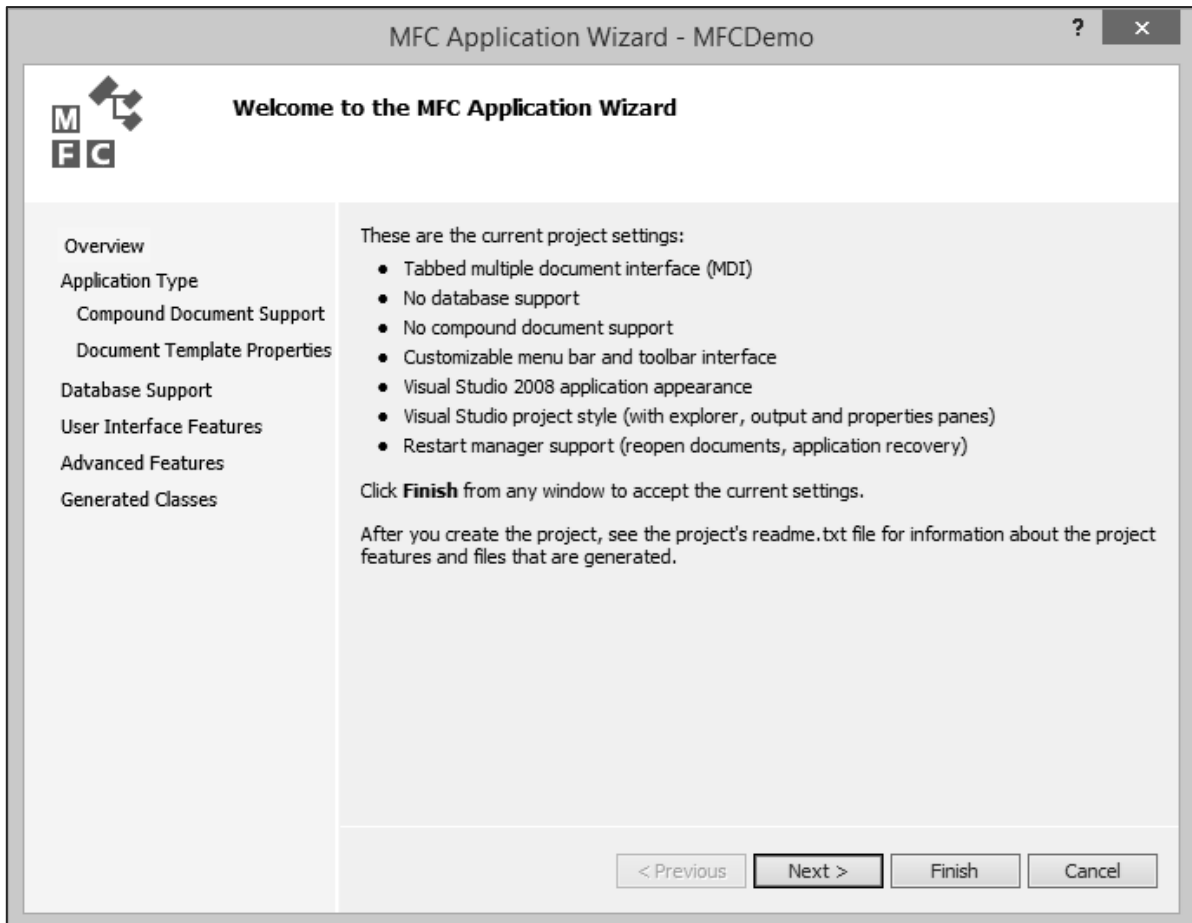 MFC Application Wizard - MFCDemo
?
M
F C
Welcome to the MFC Application Wizard
Overview
Application Type
Compound Document Support
Document Template Properties
Database Support
User Interface Features
Advanced Features
Generated Classes
These are the current project settings:
• Tabbed multiple document interface (MDI)
• No database support
• No compound document support
• Customizable menu bar and toolbar interface
• Visual Studio 2008 application appearance
• Visual Studio project style (with explorer, output and properties panes)
• Restart manager support (reopen documents, application recovery)
Click Finish from any window to accept the current settings.
After you create the project, see the project's readme.txt file for information about the project
features and files that are generated.
< Previous
Next >
Finish
Cancel